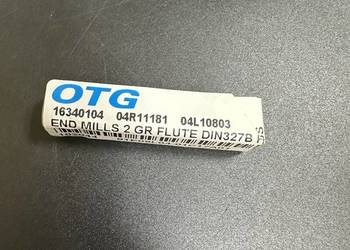 OTG
16340104 04R11181 04L10803
END MILLS 2 GR FLUTE DIN327B